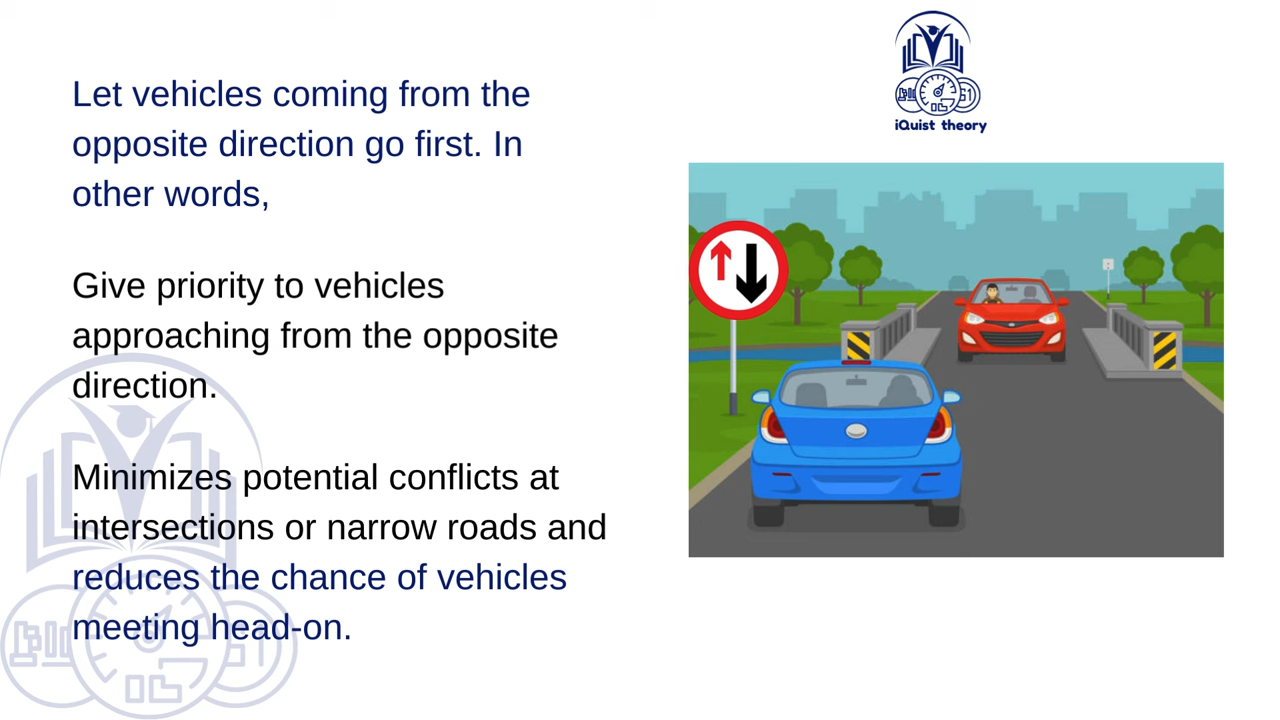 iQuist theory
Let vehicles coming from the
opposite direction go first. In
other words,
Give priority to vehicles
approaching from the opposite
direction.
Minimizes potential conflicts at
intersections or narrow roads and
reduces the chance of vehicles
meeting head-on.